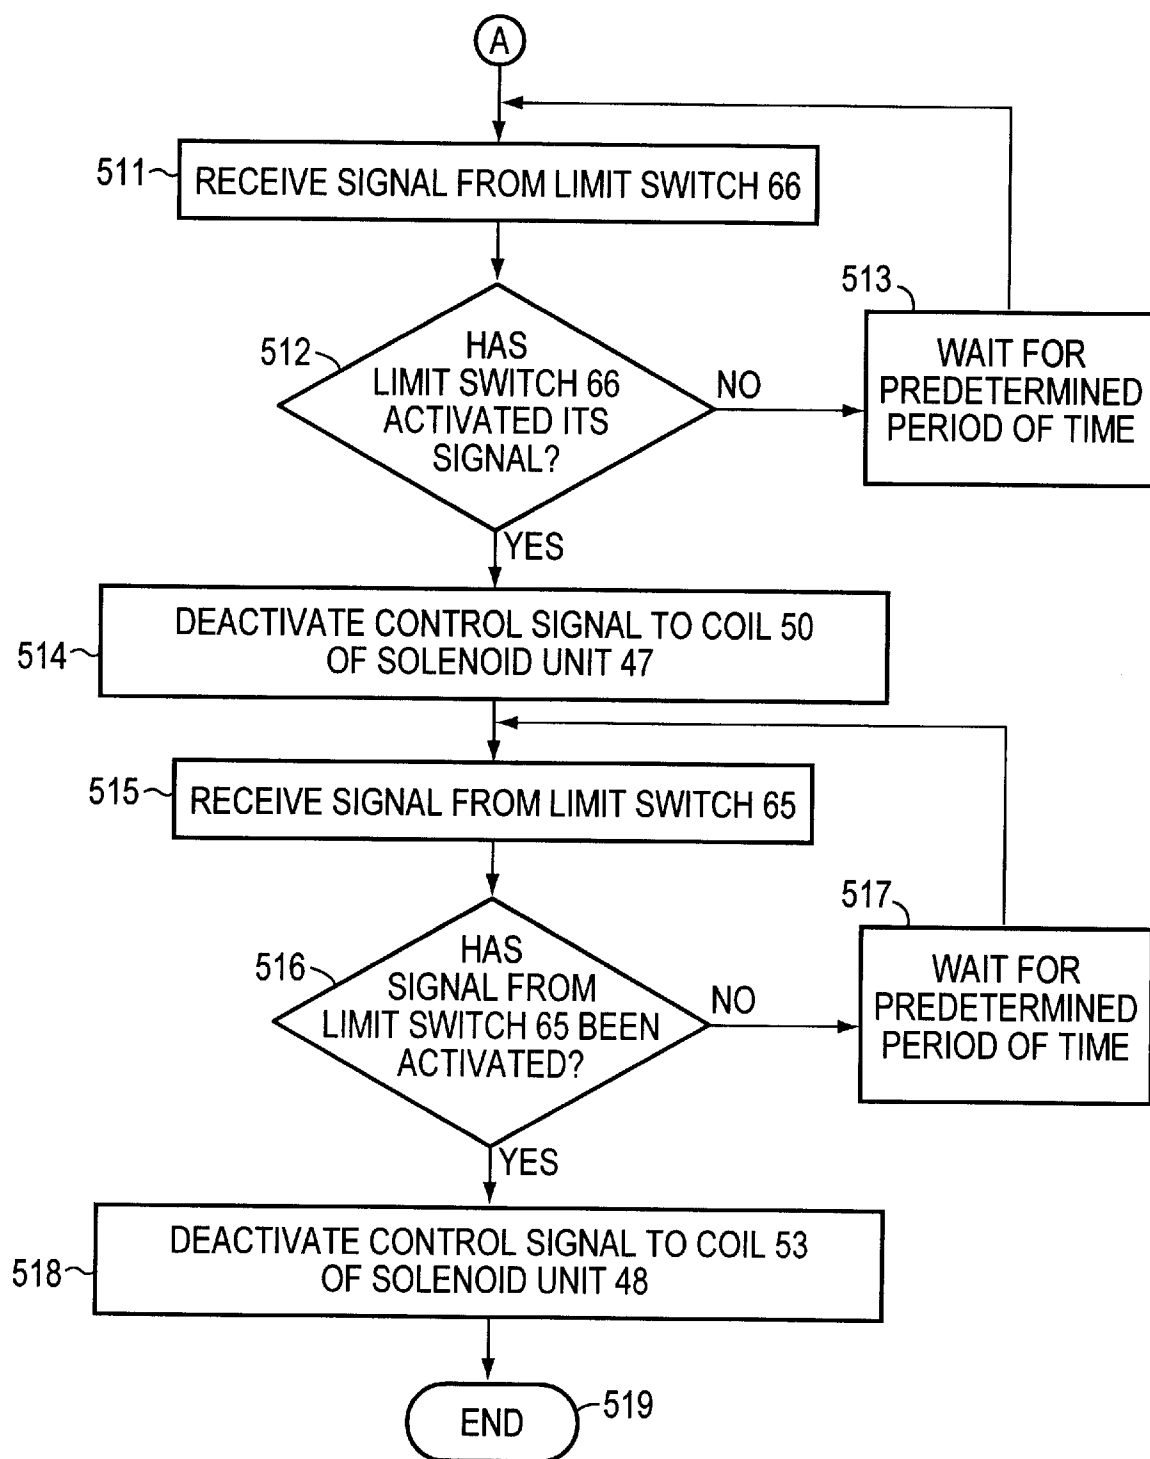 A
511
RECEIVE SIGNAL FROM LIMIT SWITCH 66
512
HAS
LIMIT SWITCH 66
ACTIVATED ITS
SIGNAL?
NO
513
WAIT FOR
PREDETERMINED
PERIOD OF TIME
YES
514
DEACTIVATE CONTROL SIGNAL TO COIL 50
OF SOLENOID UNIT 47
515
RECEIVE SIGNAL FROM LIMIT SWITCH 65
516
HAS
SIGNAL FROM
LIMIT SWITCH 65 BEEN
ACTIVATED?
NO
517
WAIT FOR
PREDETERMINED
PERIOD OF TIME
YES
518
DEACTIVATE CONTROL SIGNAL TO COIL 53
OF SOLENOID UNIT 48
END
519